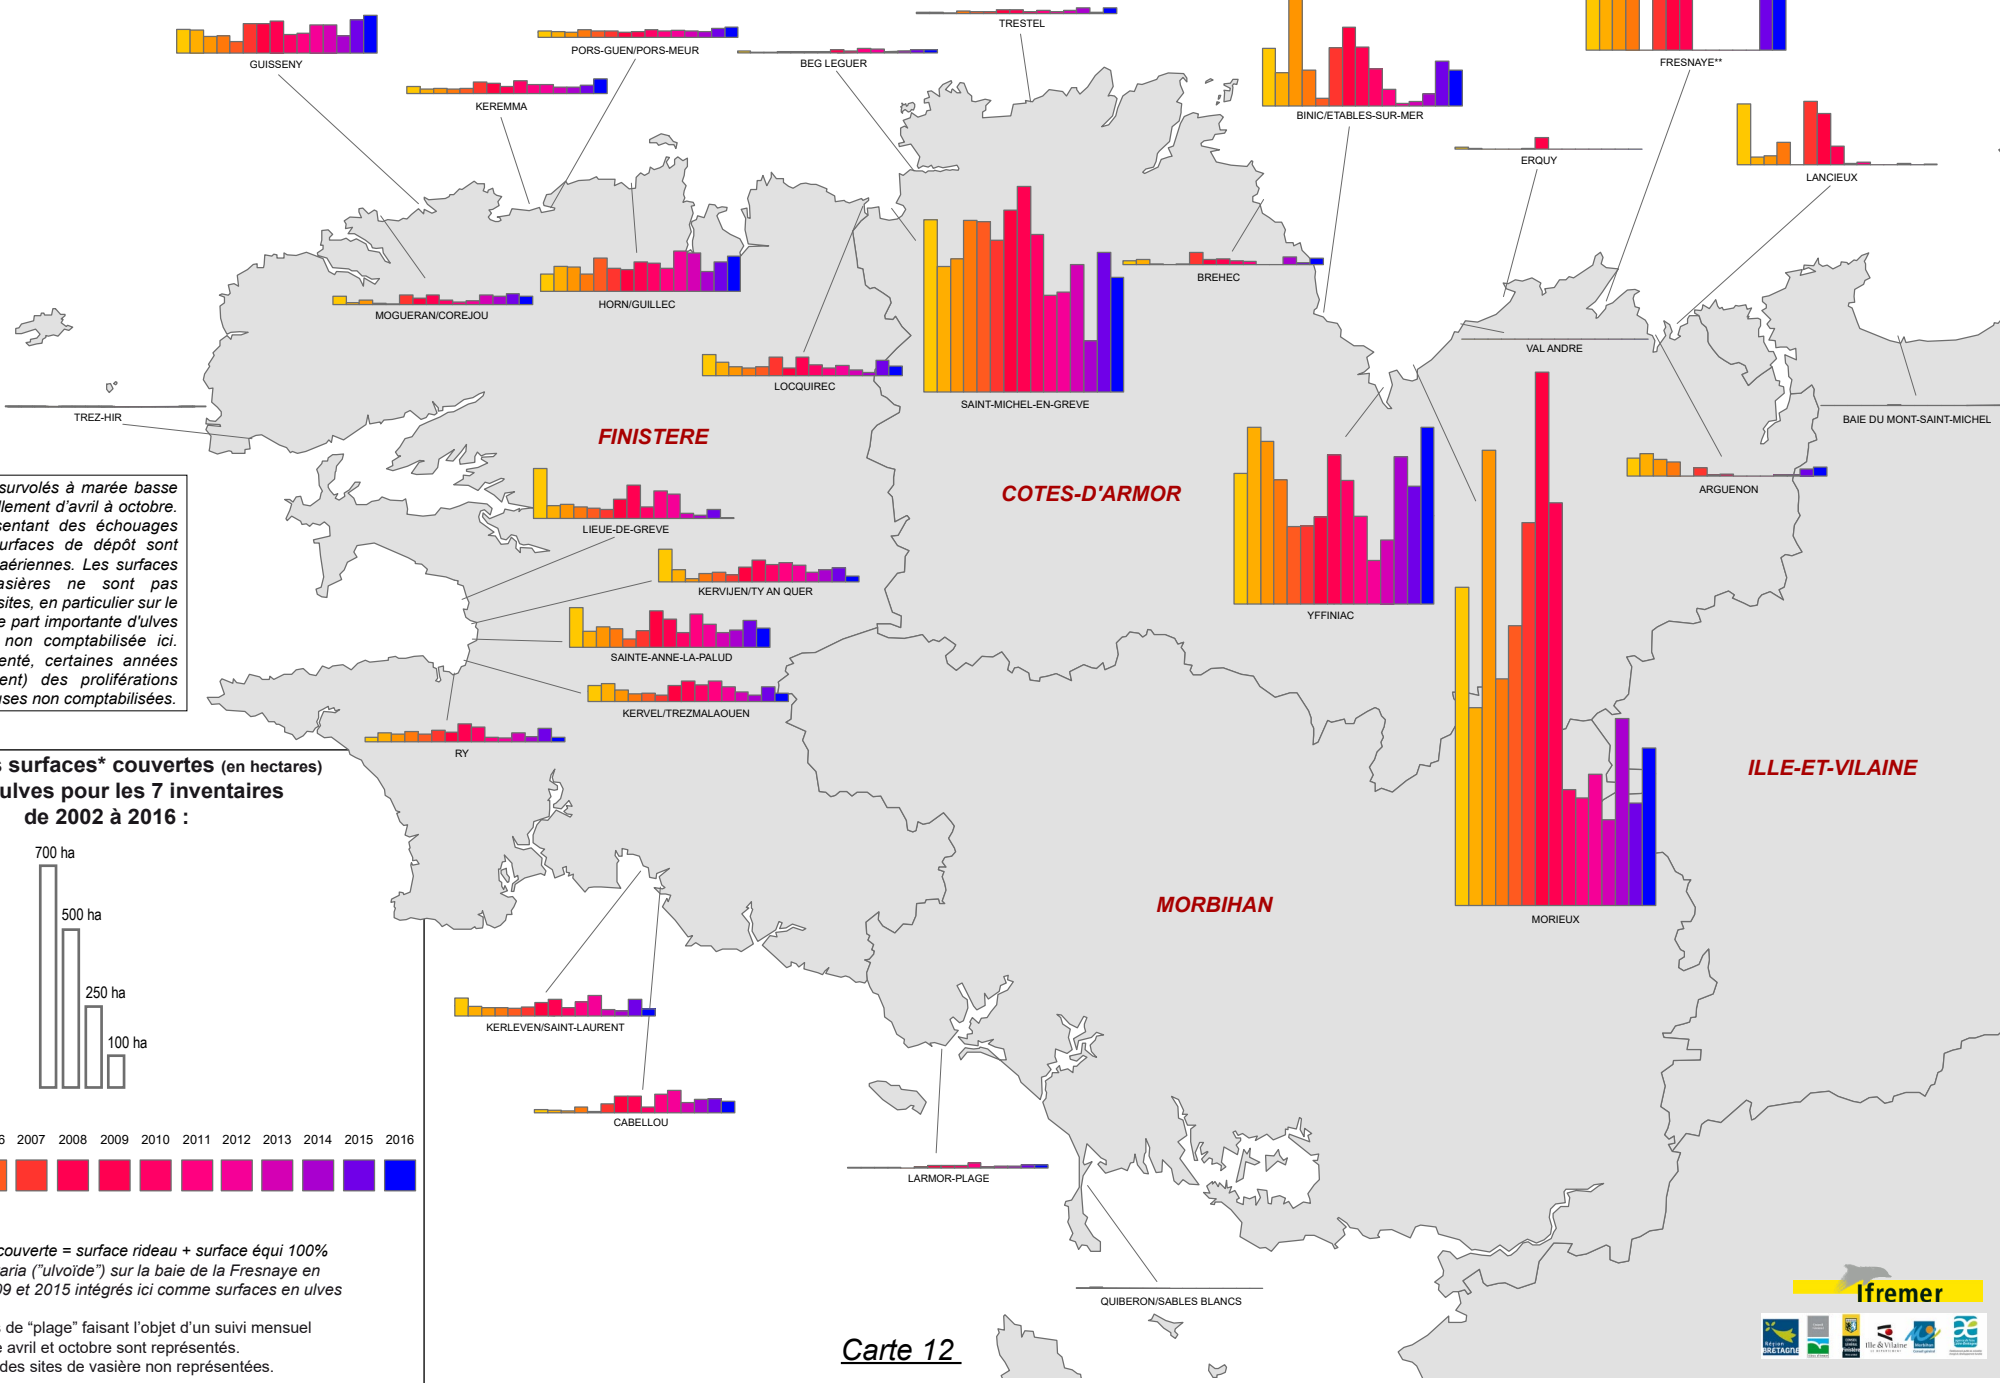 TRESTEL
GUISSENY
PORS-GUEN/PORS-MEUR
BEG LEGUER
FRESNAYE**
KEREMMA
BINIC/ETABLES-SUR-MER
ERQUY
LANCIEUX
BREHEC
HORN/GUILLEC
MOGUERAN/COREJOU
VAL ANDRE
LOCQUIREC
SAINT-MICHEL-EN-GREVE
TREZ-HIR
BAIE DU MONT-SAINT-MICHEL
FINISTERE
COTES-D'ARMOR
ARGUENON
survolés à marée basse
llement d’avril à octobre.
sentant des échouages
urfaces de dépôt sont
aériennes. Les surfaces
asières ne sont pas
sites, en particulier sur le
e part importante d'ulves
non comptabilisée ici.
enté, certaines années
ent) des proliférations
uses non comptabilisées.
LIEUE-DE-GREVE
KERVIJEN/TY AN QUER
YFFINIAC
SAINTE-ANNE-LA-PALUD
KERVEL/TREZMALAOUEN
RY
ILLE-ET-VILAINE
MORBIHAN
MORIEUX
s surfaces* couvertes (en hectares)
ulves pour les 7 inventaires
de 2002 à 2016 :
700 ha
500 ha
250 ha
100 ha
KERLEVEN/SAINT-LAURENT
CABELLOU
LARMOR-PLAGE
QUIBERON/SABLES BLANCS
6 2007 2008 2009 2010 2011 2012 2013 2014 2015 2016
couverte = surface rideau + surface équi 100%
aria ("ulvoïde") sur la baie de la Fresnaye en
09 et 2015 intégrés ici comme surfaces en ulves
s de “plage” faisant l’objet d’un suivi mensuel
e avril et octobre sont représentés.
des sites de vasière non représentées.
Carte 12
Ifremer
Région
BRETAGNE
Ille & Vilaine